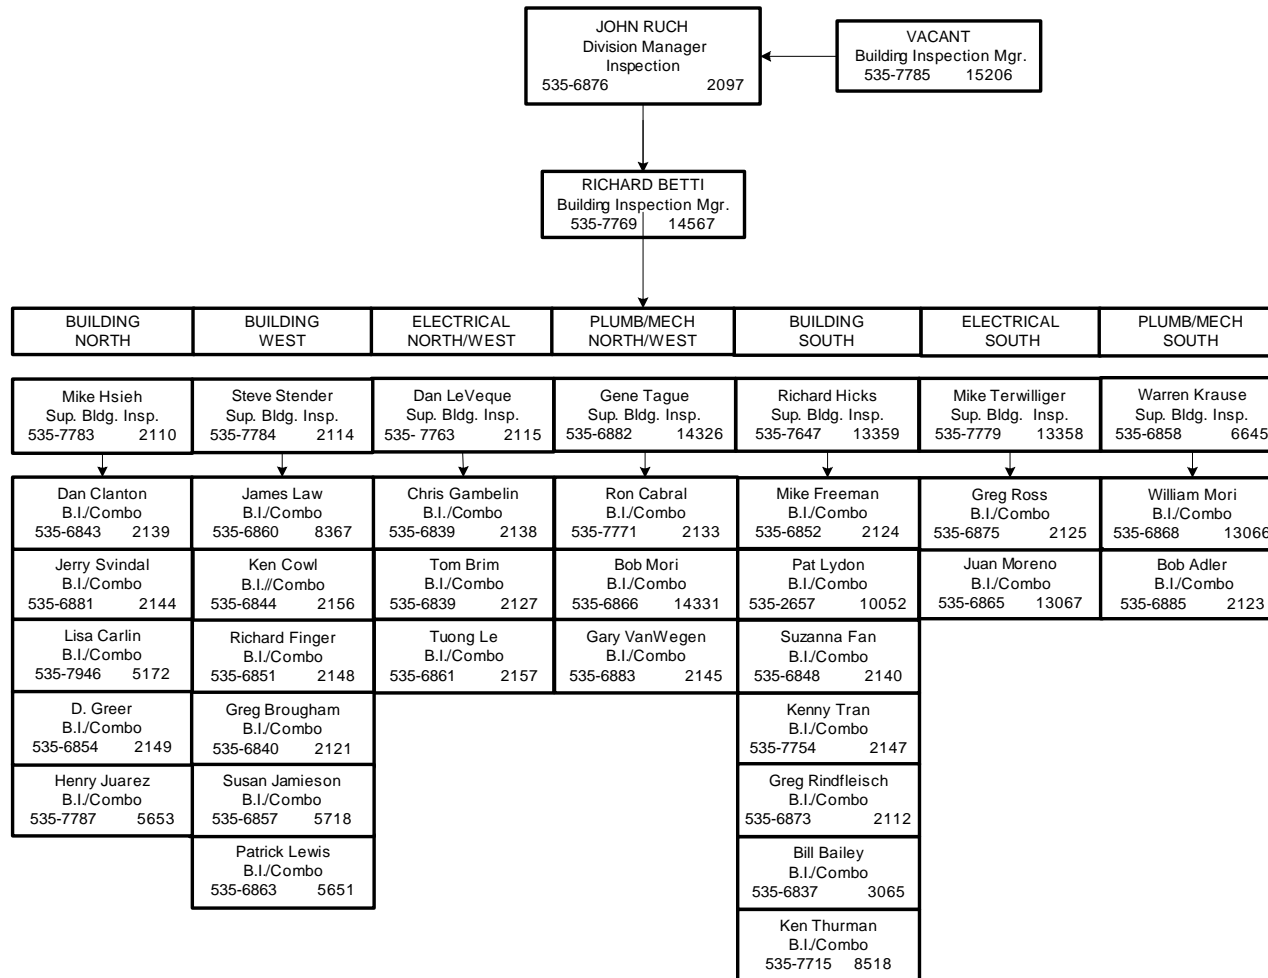 JOHN RUCH
Division Manager
Inspection
535-6876 2097
VACANT
Building Inspection Mgr.
535-7785 15206
RICHARD BETTI
Building Inspection Mgr.
535-7769 14567
BUILDING
NORTH
BUILDING
WEST
ELECTRICAL
NORTH/WEST
PLUMB/MECH
NORTH/WEST
BUILDING
SOUTH
ELECTRICAL
SOUTH
PLUMB/MECH
SOUTH
Mike Hsieh
Sup. Bldg. Insp.
535-7783 2110
Steve Stender
Sup. Bldg. Insp.
535-7784 2114
Dan LeVeque
Sup. Bldg. Insp.
535- 7763 2115
Gene Tague
Sup. Bldg. Insp.
535-6882 14326
Richard Hicks
Sup. Bldg. Insp.
535-7647 13359
Mike Terwilliger
Sup. Bldg. Insp.
535-7779 13358
Warren Krause
Sup. Bldg. Insp.
535-6858 6645
Dan Clanton
B.I./Combo
535-6843 2139
James Law
B.I./Combo
535-6860 8367
Chris Gambelin
B.I./Combo
535-6839 2138
Ron Cabral
B.I./Combo
535-7771 2133
Mike Freeman
B.I./Combo
535-6852 2124
Greg Ross
B.I./Combo
535-6875 2125
William Mori
B.I./Combo
535-6868 13066
Jerry Svindal
B.I./Combo
535-6881 2144
Ken Cowl
B.I.//Combo
535-6844 2156
Tom Brim
B.I./Combo
535-6839 2127
Bob Mori
B.I./Combo
535-6866 14331
Pat Lydon
B.I./Combo
535-2657 10052
Juan Moreno
B.I./Combo
535-6865 13067
Bob Adler
B.I./Combo
535-6885 2123
Lisa Carlin
B.I./Combo
535-7946 5172
Richard Finger
B.I./Combo
535-6851 2148
Tuong Le
B.I./Combo
535-6861 2157
Gary VanWegen
B.I./Combo
535-6883 2145
Suzanna Fan
B.I./Combo
535-6848 2140
D. Greer
B.I./Combo
535-6854 2149
Greg Brougham
B.I./Combo
535-6840 2121
Kenny Tran
B.I./Combo
535-7754 2147
Henry Juarez
B.I./Combo
535-7787 5653
Susan Jamieson
B.I./Combo
535-6857 5718
Greg Rindfleisch
B.I./Combo
535-6873 2112
Patrick Lewis
B.I./Combo
535-6863 5651
Bill Bailey
B.I./Combo
535-6837 3065
Ken Thurman
B.I./Combo
535-7715 8518